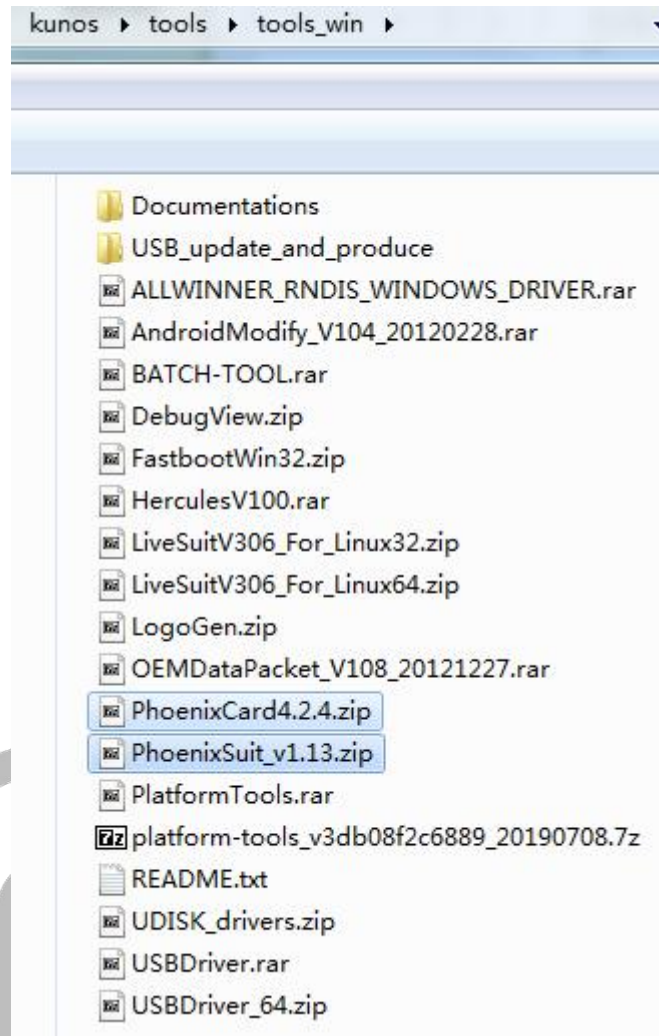 kunos ▸ tools ▸ tools_win ▸
Documentations
USB_update_and_produce
ALLWINNER_RNDIS_WINDOWS_DRIVER.rar
AndroidModify_V104_20120228.rar
BATCH-TOOL.rar
DebugView.zip
FastbootWin32.zip
HerculesV100.rar
LiveSuitV306_For_Linux32.zip
LiveSuitV306_For_Linux64.zip
LogoGen.zip
OEMDataPacket_V108_20121227.rar
PhoenixCard4.2.4.zip
PhoenixSuit_v1.13.zip
PlatformTools.rar
platform-tools_v3db08f2c6889_20190708.7z
README.txt
UDISK_drivers.zip
USBDriver.rar
USBDriver_64.zip